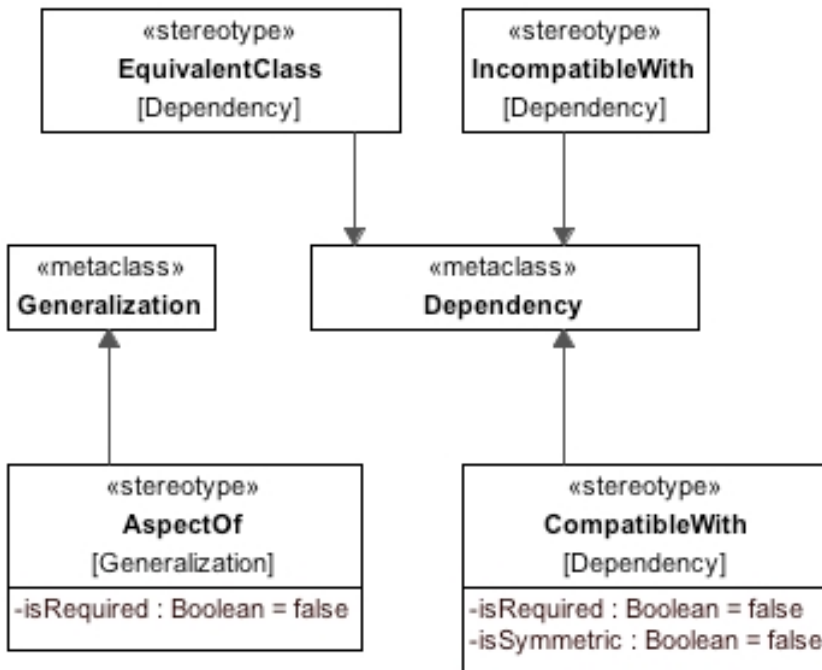 «stereotype»
EquivalentClass
[Dependency]
«stereotype»
IncompatibleWith
[Dependency]
«metaclass»
Generalization
«metaclass»
Dependency
«stereotype»
AspectOf
[Generalization]
-isRequired : Boolean = false
«stereotype»
CompatibleWith
[Dependency]
-isRequired : Boolean = false
-isSymmetric : Boolean = false